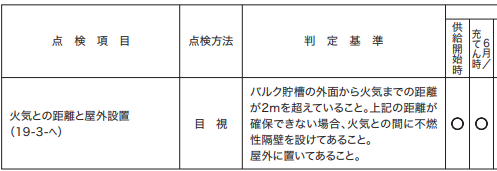 点検項目
点検方法
判定基準
供給開始時
6月/充てん時
火気との距離と屋外設置
(19-3-ヘ)
目視
バルク貯槽の外面から火気までの距離
が2mを超えていること。上記の距離が
確保できない場合、火気との間に不燃
性隔壁を設けてあること。
屋外に置いてあること。
○
○